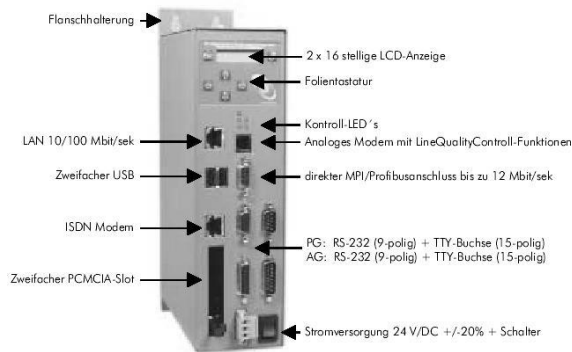 Flanschhalterung
2 x 16 stellige LCD-Anzeige
Folientastatur
Kontroll-LED´s
LAN 10/100 Mbit/sek
Analoges Modem mit LineQualityControll-Funktionen
Zweifacher USB
direkter MPI/Profibusanschluss bis zu 12 Mbit/sek
ISDN Modem
PG: RS-232 (9-polig) + TTY-Buchse (15-polig)
AG: RS-232 (9-polig) + TTY-Buchse (15-polig)
Zweifacher PCMCIA-Slot
Stromversorgung 24 V/DC +/-20% + Schalter